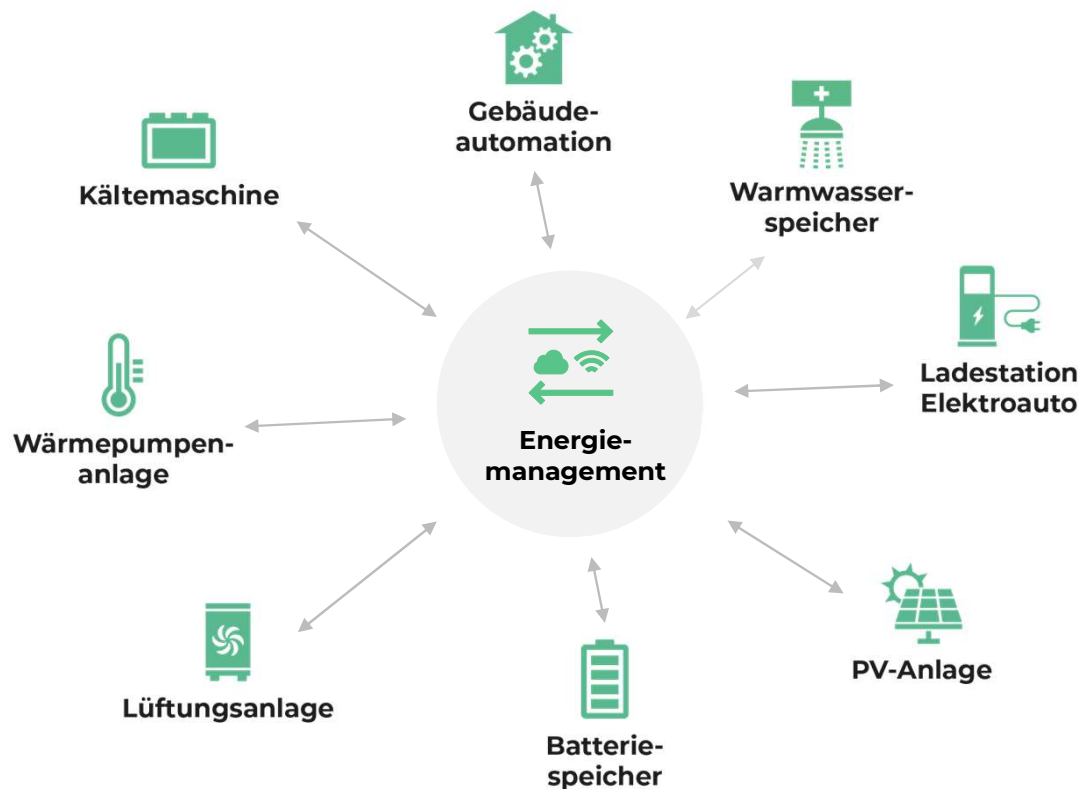 Gebäude-
automation
Kältemaschine
Warmwasser-
speicher
Ladestation
Elektroauto
Wärmepumpen-
anlage
Energie-
management
PV-Anlage
Lüftungsanlage
Batterie-
speicher